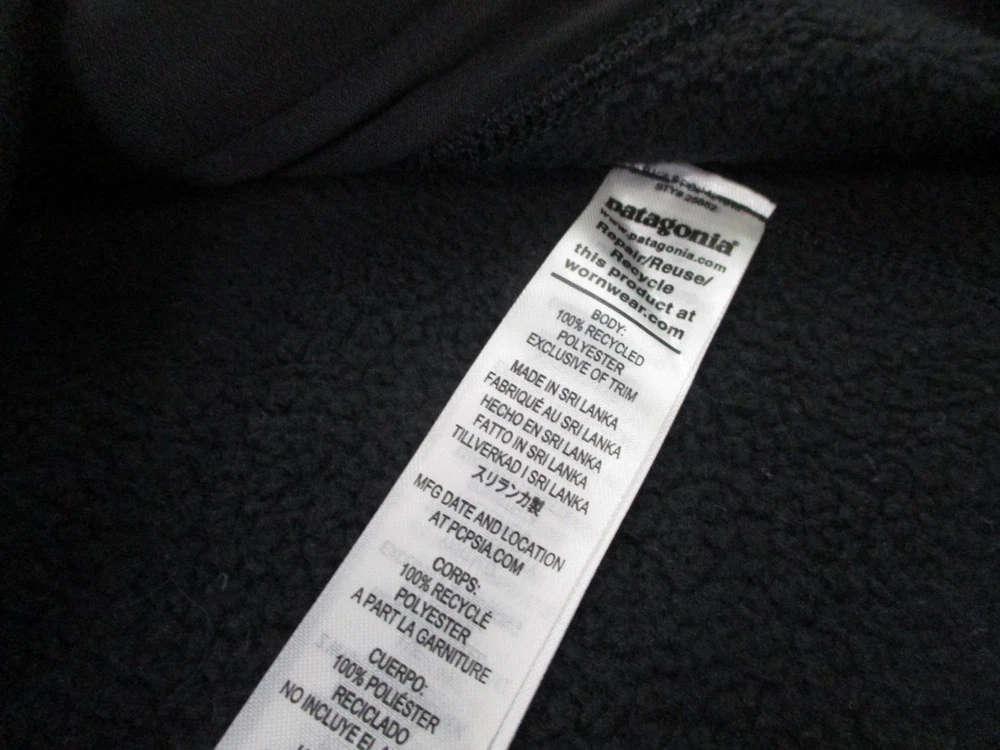 patagonia®
www.patagonia.com
Repair/Reuse/
Recycle
this product at
wornwear.com
BODY:
100% RECYCLED
POLYESTER
EXCLUSIVE OF TRIM
MADE IN SRI LANKA
FABRIQUÉ AU SRI LANKA
HECHO EN SRI LANKA
FATTO IN SRI LANKA
TILLVERKAD I SRI LANKA
スリランカ製
MFG DATE AND LOCATION
AT PCPSIA.COM
CORPS:
100% RECYCLÉ
POLYESTER
A PART LA GARNITURE
CUERPO:
100% POLIÉSTER
RECICLADO
NO INCLUYE EL